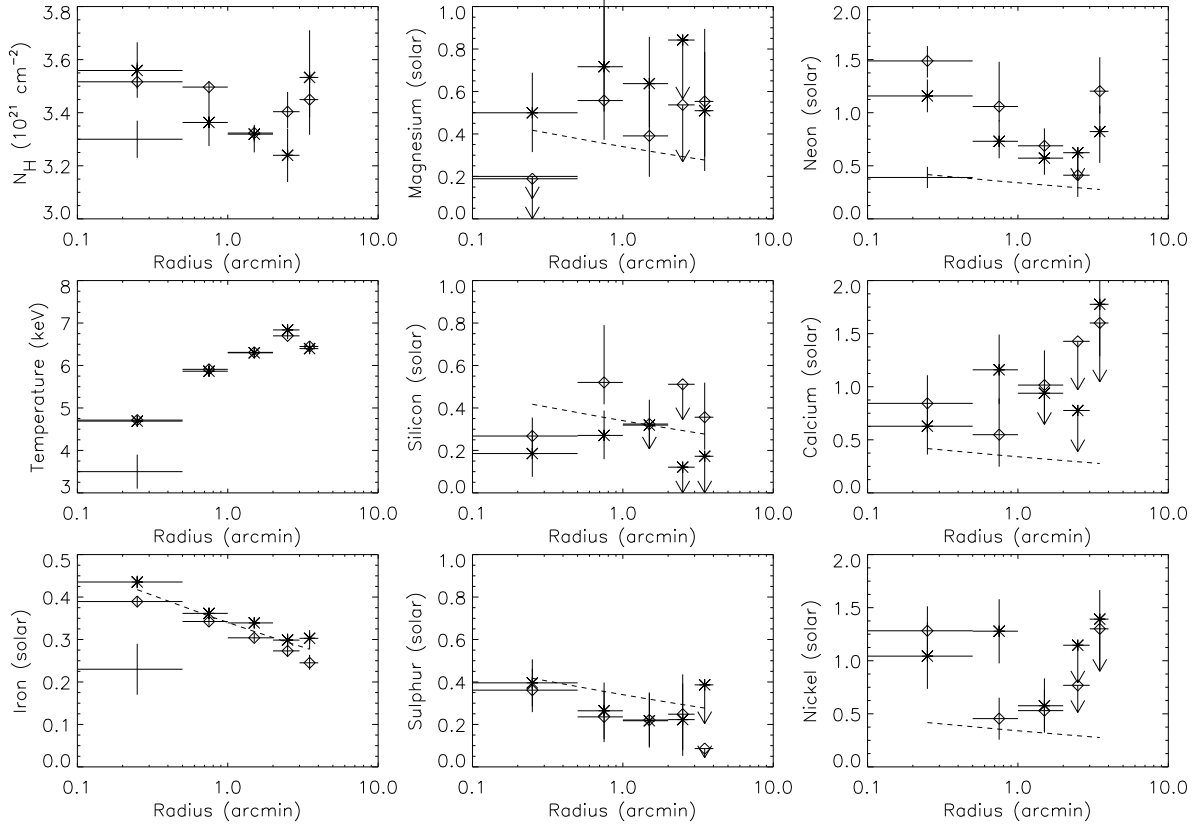 3.8
3.6
3.4
3.2
3.0
N_H (10^21 cm^−2)
0.1 1.0 10.0
Radius (arcmin)
1.0
0.8
0.6
0.4
0.2
0.0
Magnesium (solar)
0.1 1.0 10.0
Radius (arcmin)
2.0
1.5
1.0
0.5
0.0
Neon (solar)
0.1 1.0 10.0
Radius (arcmin)
8
7
6
5
4
3
Temperature (keV)
0.1 1.0 10.0
Radius (arcmin)
1.0
0.8
0.6
0.4
0.2
0.0
Silicon (solar)
0.1 1.0 10.0
Radius (arcmin)
2.0
1.5
1.0
0.5
0.0
Calcium (solar)
0.1 1.0 10.0
Radius (arcmin)
0.5
0.4
0.3
0.2
0.1
0.0
Iron (solar)
0.1 1.0 10.0
Radius (arcmin)
1.0
0.8
0.6
0.4
0.2
0.0
Sulphur (solar)
0.1 1.0 10.0
Radius (arcmin)
2.0
1.5
1.0
0.5
0.0
Nickel (solar)
0.1 1.0 10.0
Radius (arcmin)